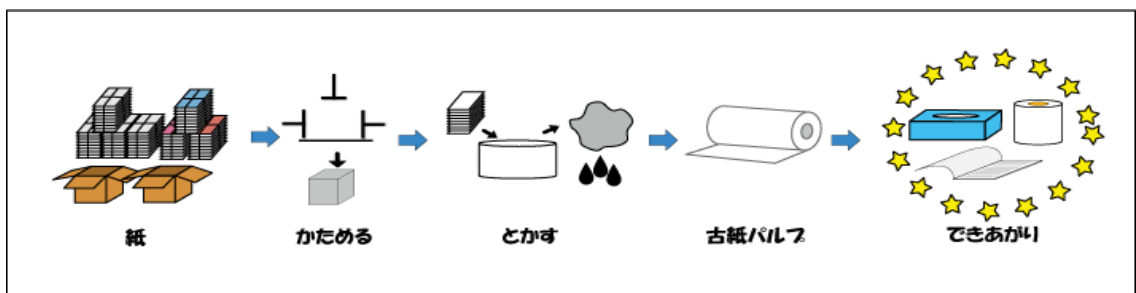 紙
かためる
とかす
古紙パルプ
できあがり